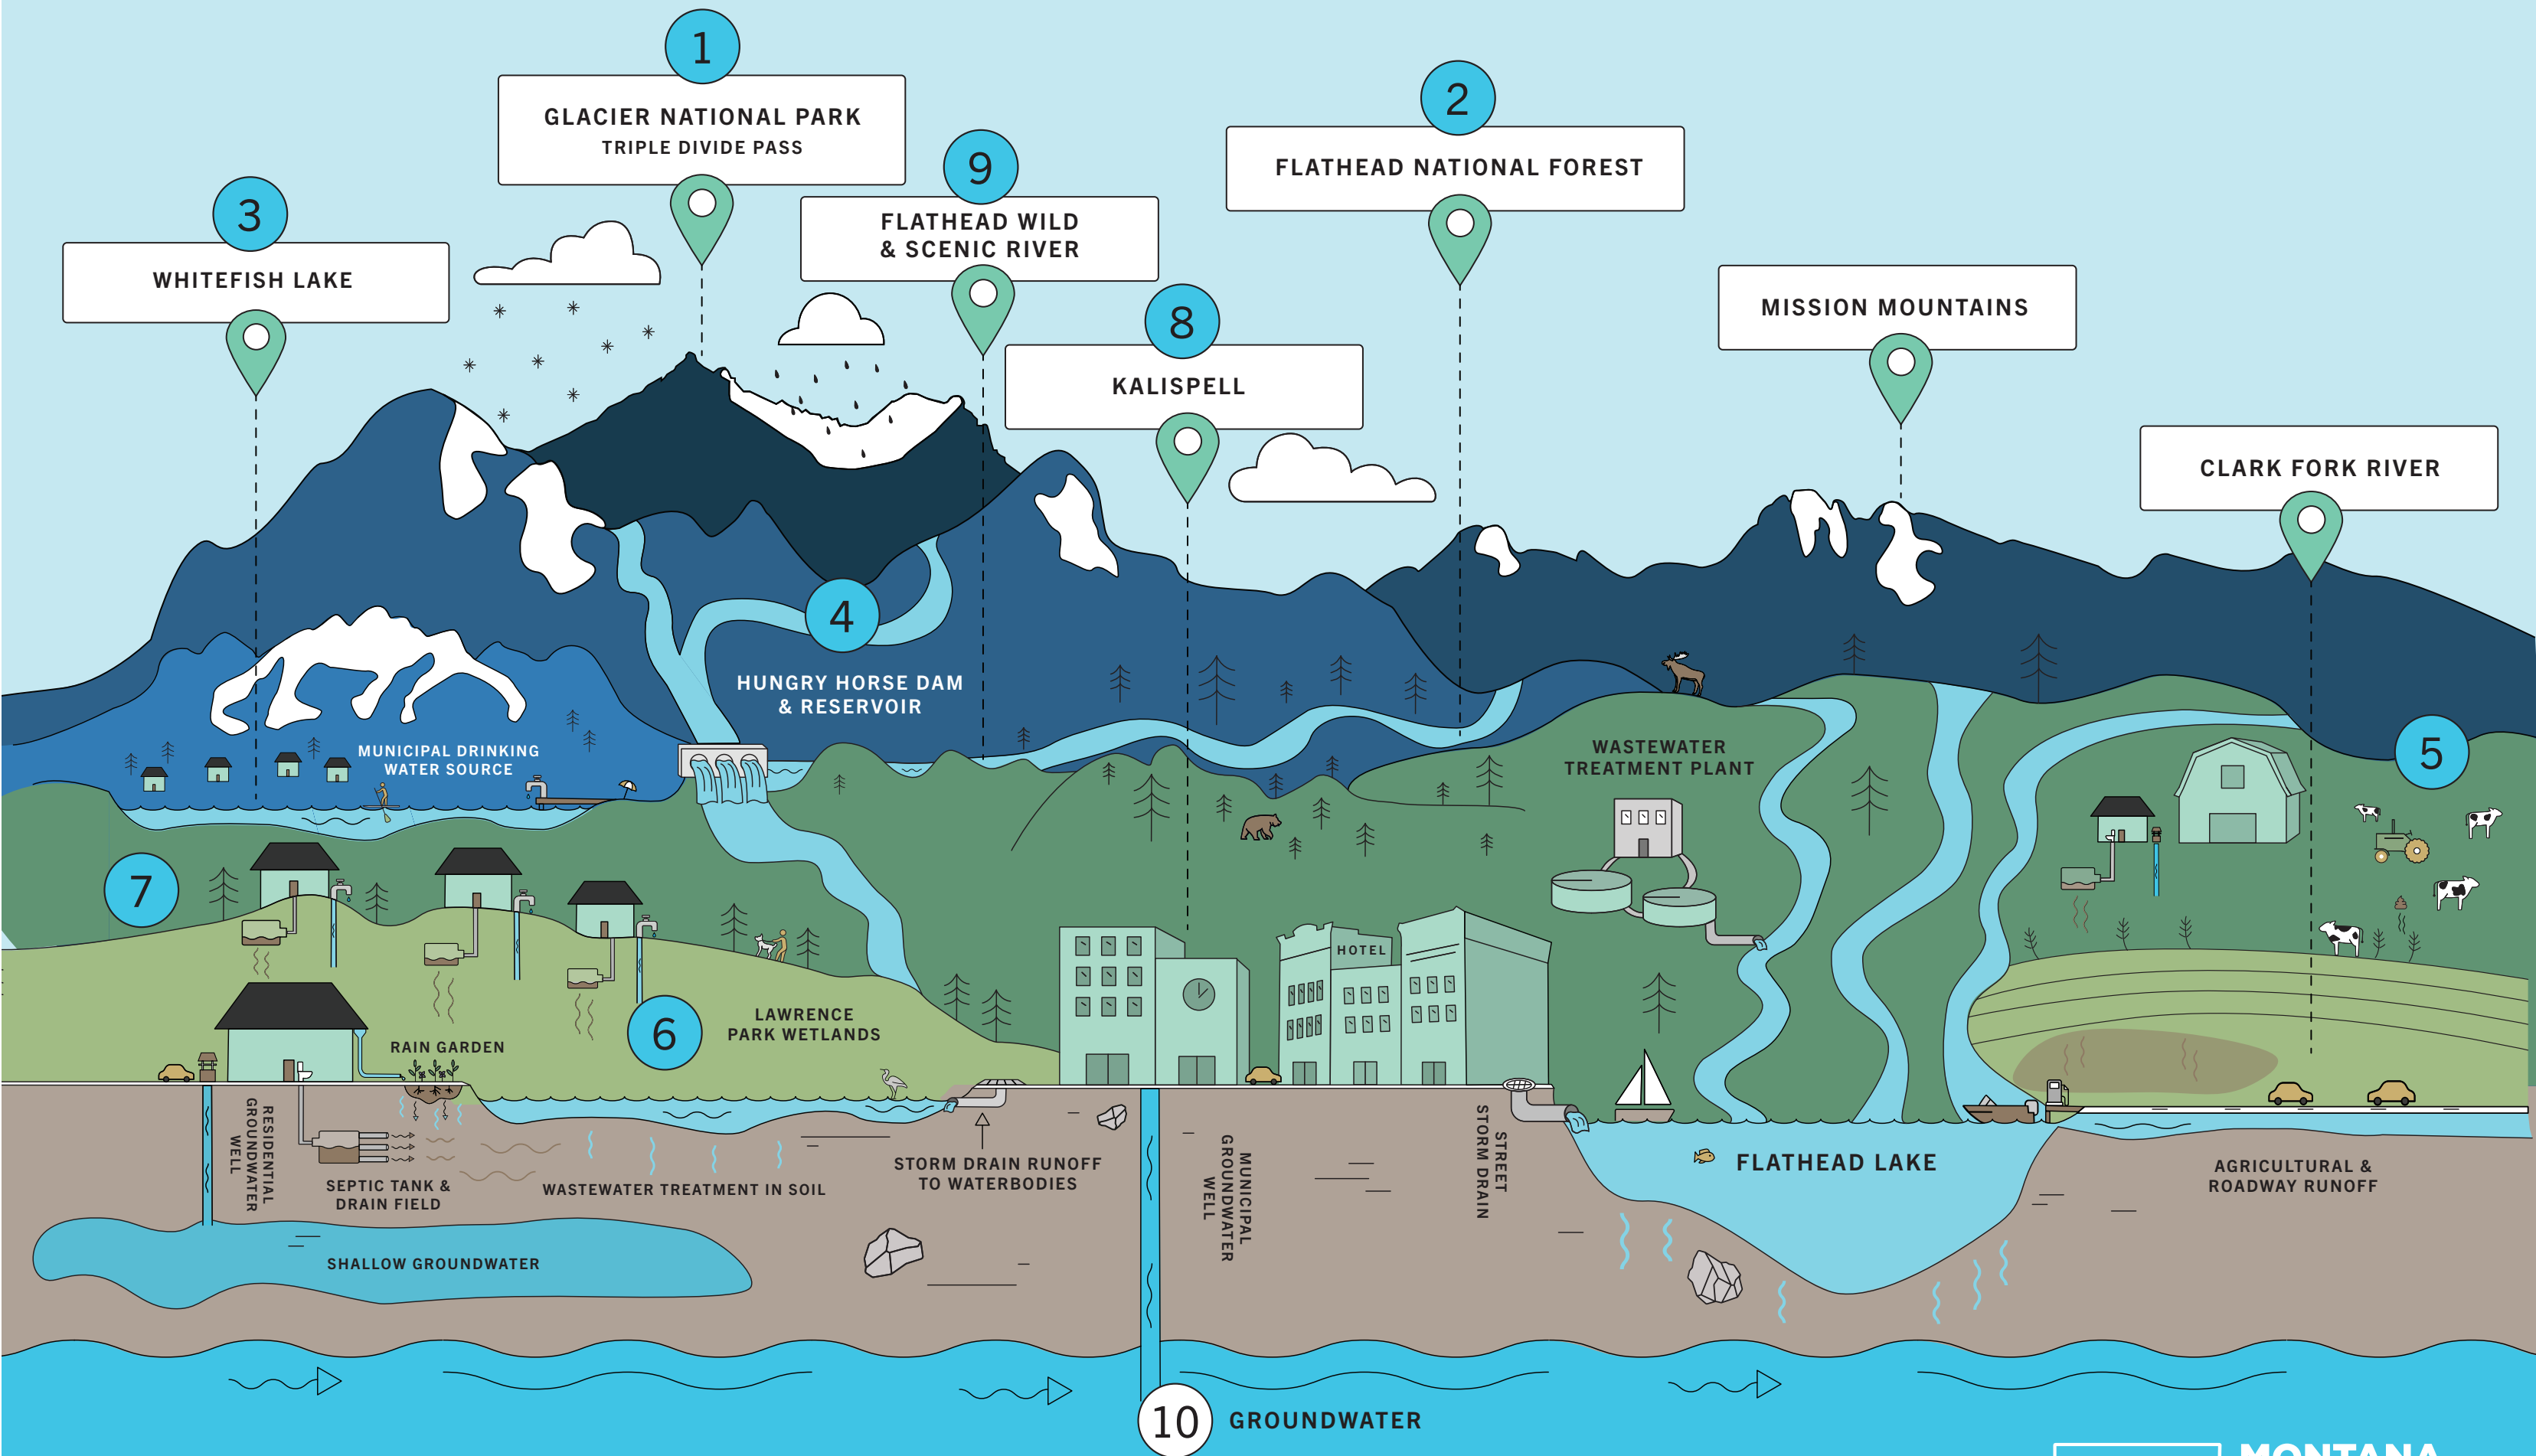 1
GLACIER NATIONAL PARK
TRIPLE DIVIDE PASS
2
FLATHEAD NATIONAL FOREST
9
FLATHEAD WILD
& SCENIC RIVER
3
WHITEFISH LAKE
8
KALISPELL
MISSION MOUNTAINS
CLARK FORK RIVER
4
HUNGRY HORSE DAM
& RESERVOIR
MUNICIPAL DRINKING
WATER SOURCE
WASTEWATER
TREATMENT PLANT
5
7
HOTEL
6
LAWRENCE
PARK WETLANDS
RAIN GARDEN
RESIDENTIAL
GROUNDWATER
WELL
SEPTIC TANK &
DRAIN FIELD
WASTEWATER TREATMENT IN SOIL
STORM DRAIN RUNOFF
TO WATERBODIES
MUNICIPAL
GROUNDWATER
WELL
STREET
STORM DRAIN
FLATHEAD LAKE
AGRICULTURAL &
ROADWAY RUNOFF
SHALLOW GROUNDWATER
10
GROUNDWATER
MONTANA